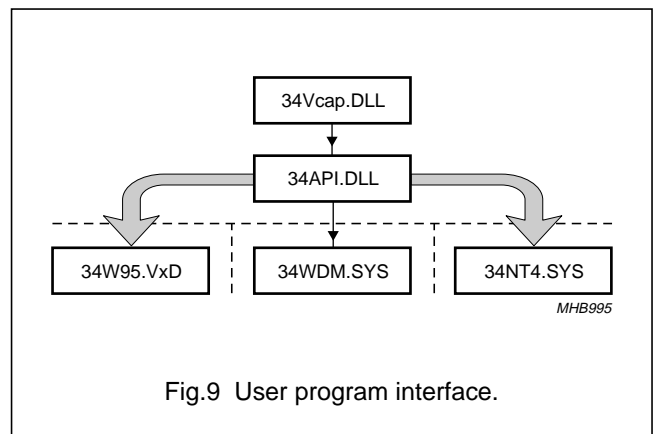 34Vcap.DLL
34API.DLL
34W95.VxD
34WDM.SYS
34NT4.SYS
MHB995
Fig.9 User program interface.